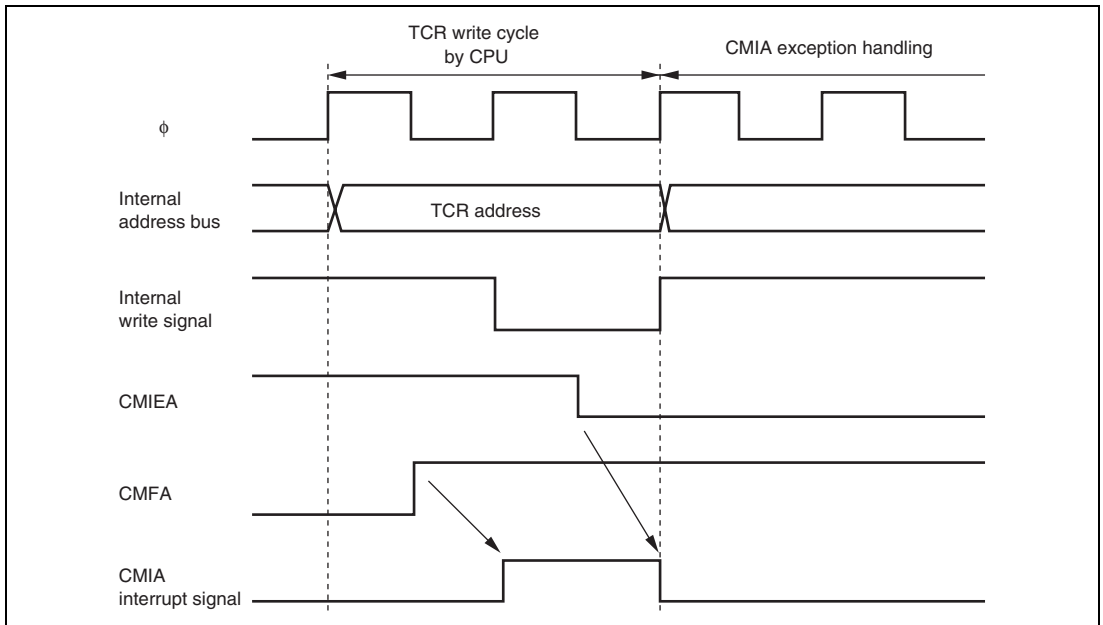 TCR write cycle
by CPU
CMIA exception handling
ϕ
Internal
address bus
TCR address
Internal
write signal
CMIEA
CMFA
CMIA
interrupt signal